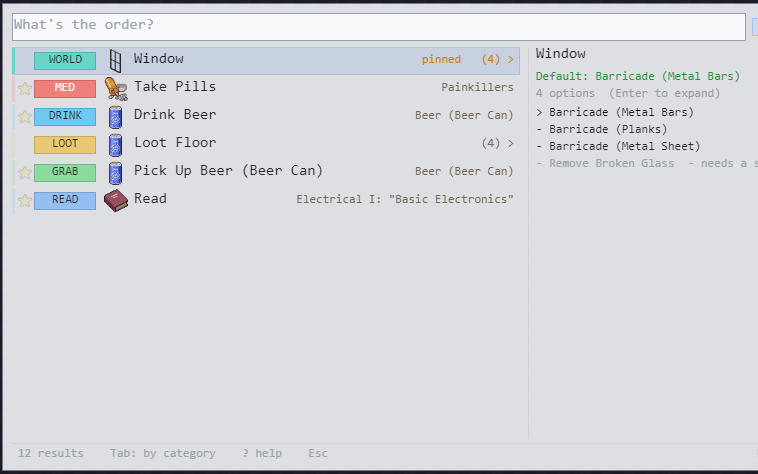 What's the order?
WORLD Window pinned (4) >
MED Take Pills Painkillers
DRINK Drink Beer Beer (Beer Can)
LOOT Loot Floor (4) >
GRAB Pick Up Beer (Beer Can) Beer (Beer Can)
READ Read Electrical I: "Basic Electronics"
Window
Default: Barricade (Metal Bars)
4 options (Enter to expand)
> Barricade (Metal Bars)
- Barricade (Planks)
- Barricade (Metal Sheet)
- Remove Broken Glass - needs a s
12 results Tab: by category ? help Esc